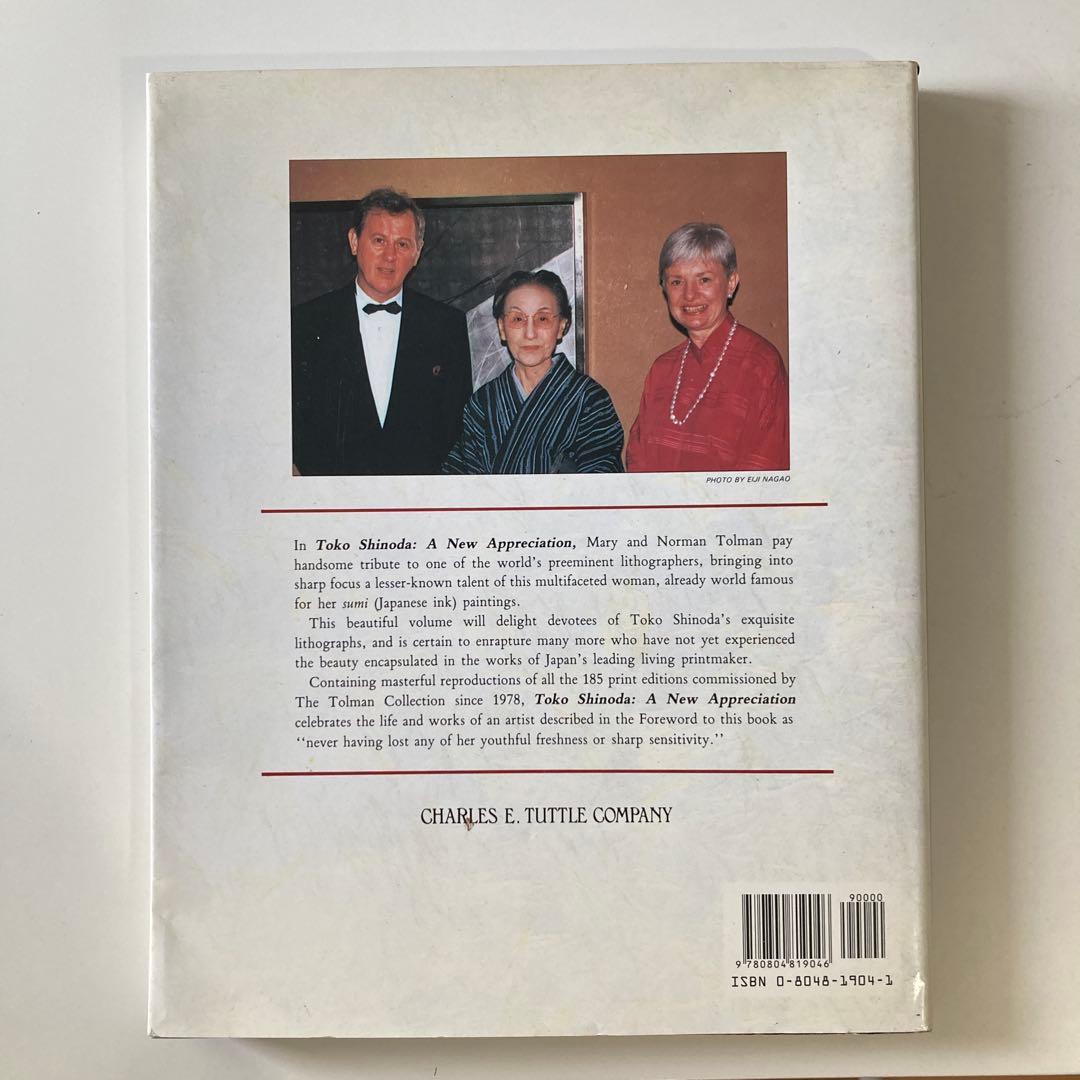 PHOTO BY EIJI NAGAO
In Toko Shinoda: A New Appreciation, Mary and Norman Tolman pay
handsome tribute to one of the world's preeminent lithographers, bringing into
sharp focus a lesser-known talent of this multifaceted woman, already world famous
for her sumi (Japanese ink) paintings.
This beautiful volume will delight devotees of Toko Shinoda's exquisite
lithographs, and is certain to enrapture many more who have not yet experienced
the beauty encapsulated in the works of Japan's leading living printmaker.
Containing masterful reproductions of all the 185 print editions commissioned by
The Tolman Collection since 1978, Toko Shinoda: A New Appreciation
celebrates the life and works of an artist described in the Foreword to this book as
‘‘never having lost any of her youthful freshness or sharp sensitivity.’’
CHARLES E. TUTTLE COMPANY
90000
9 780804 819046
ISBN 0-8048-1904-1